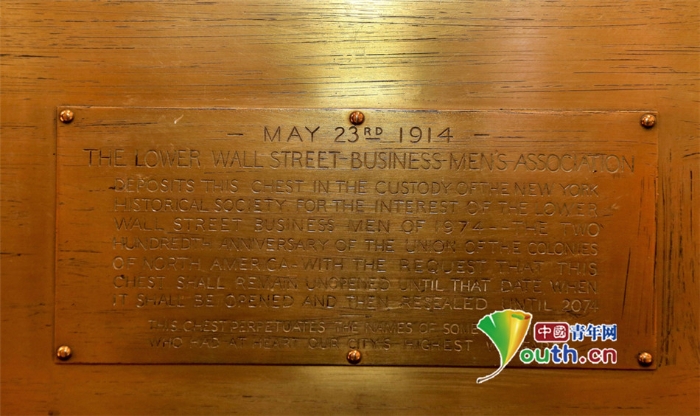 — MAY 23RD 1914 —
THE LOWER WALL STREET-BUSINESS-MEN'S-ASSOCIATION
DEPOSITS THIS CHEST IN THE CUSTODY OF THE NEW YORK
HISTORICAL SOCIETY FOR THE INTEREST OF THE LOWER
WALL STREET BUSINESS MEN OF 1974 — THE TWO
HUNDREDTH ANNIVERSARY OF THE UNION OF THE COLONIES
OF NORTH AMERICA - WITH THE REQUEST THAT THIS
CHEST SHALL REMAIN UNOPENED UNTIL THAT DATE WHEN
IT SHALL BE OPENED AND THEN RESEALED UNTIL 2074
THIS CHEST PERPETUATES THE NAMES OF SOME
WHO HAD AT HEART OUR CITY'S HIGHEST
中國青年网
youth.cn